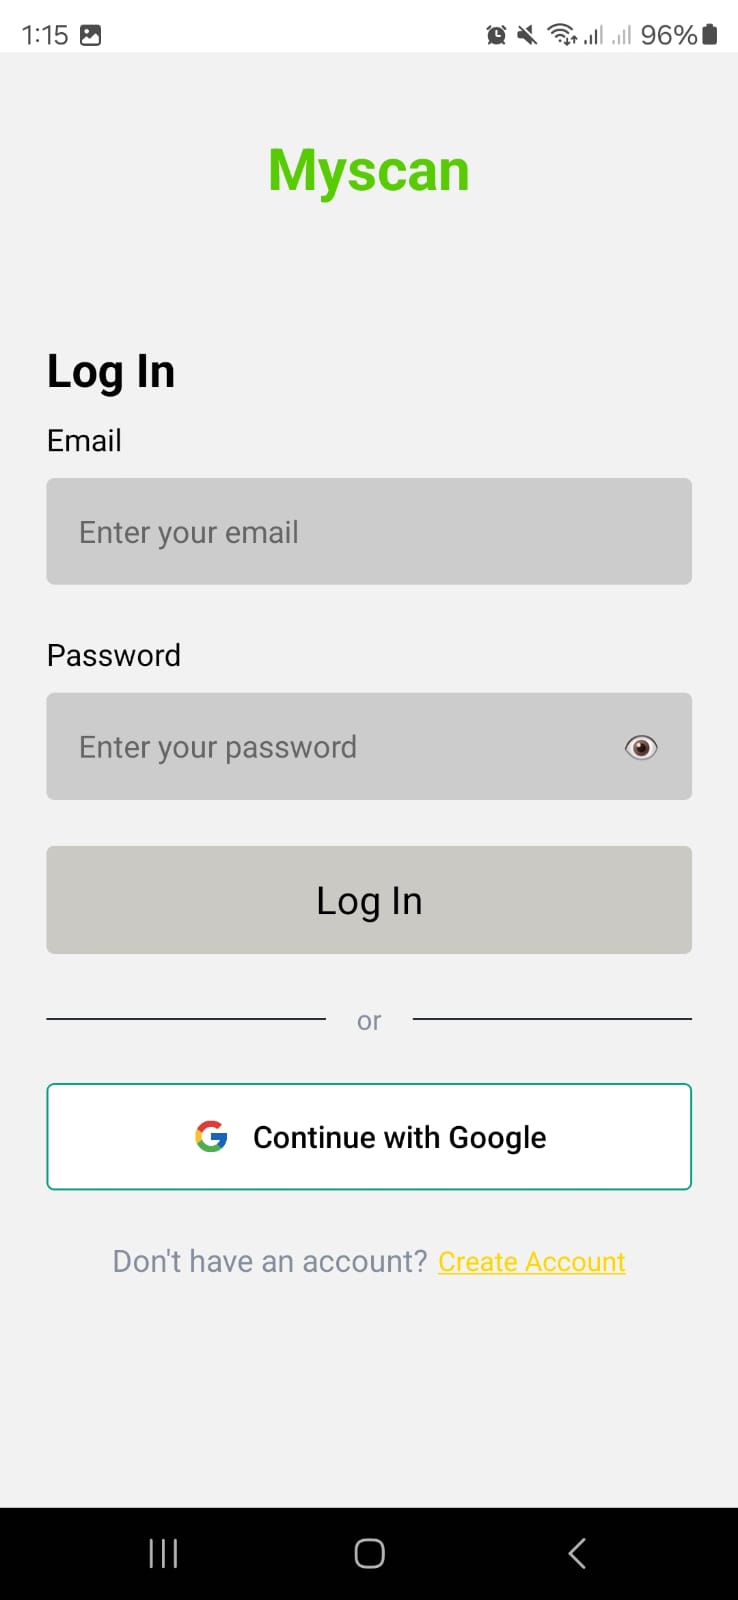 1:15 96%
Myscan
Log In
Email
Enter your email
Password
Enter your password
Log In
or
Continue with Google
Don't have an account? Create Account